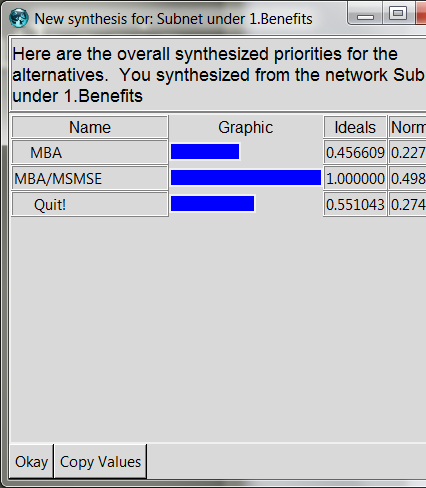 New synthesis for: Subnet under 1.Benefits
Here are the overall synthesized priorities for the
alternatives. You synthesized from the network Sub
under 1.Benefits
Name Graphic Ideals Norm
MBA 0.456609 0.227
MBA/MSMSE 1.000000 0.498
Quit! 0.551043 0.274
Okay Copy Values